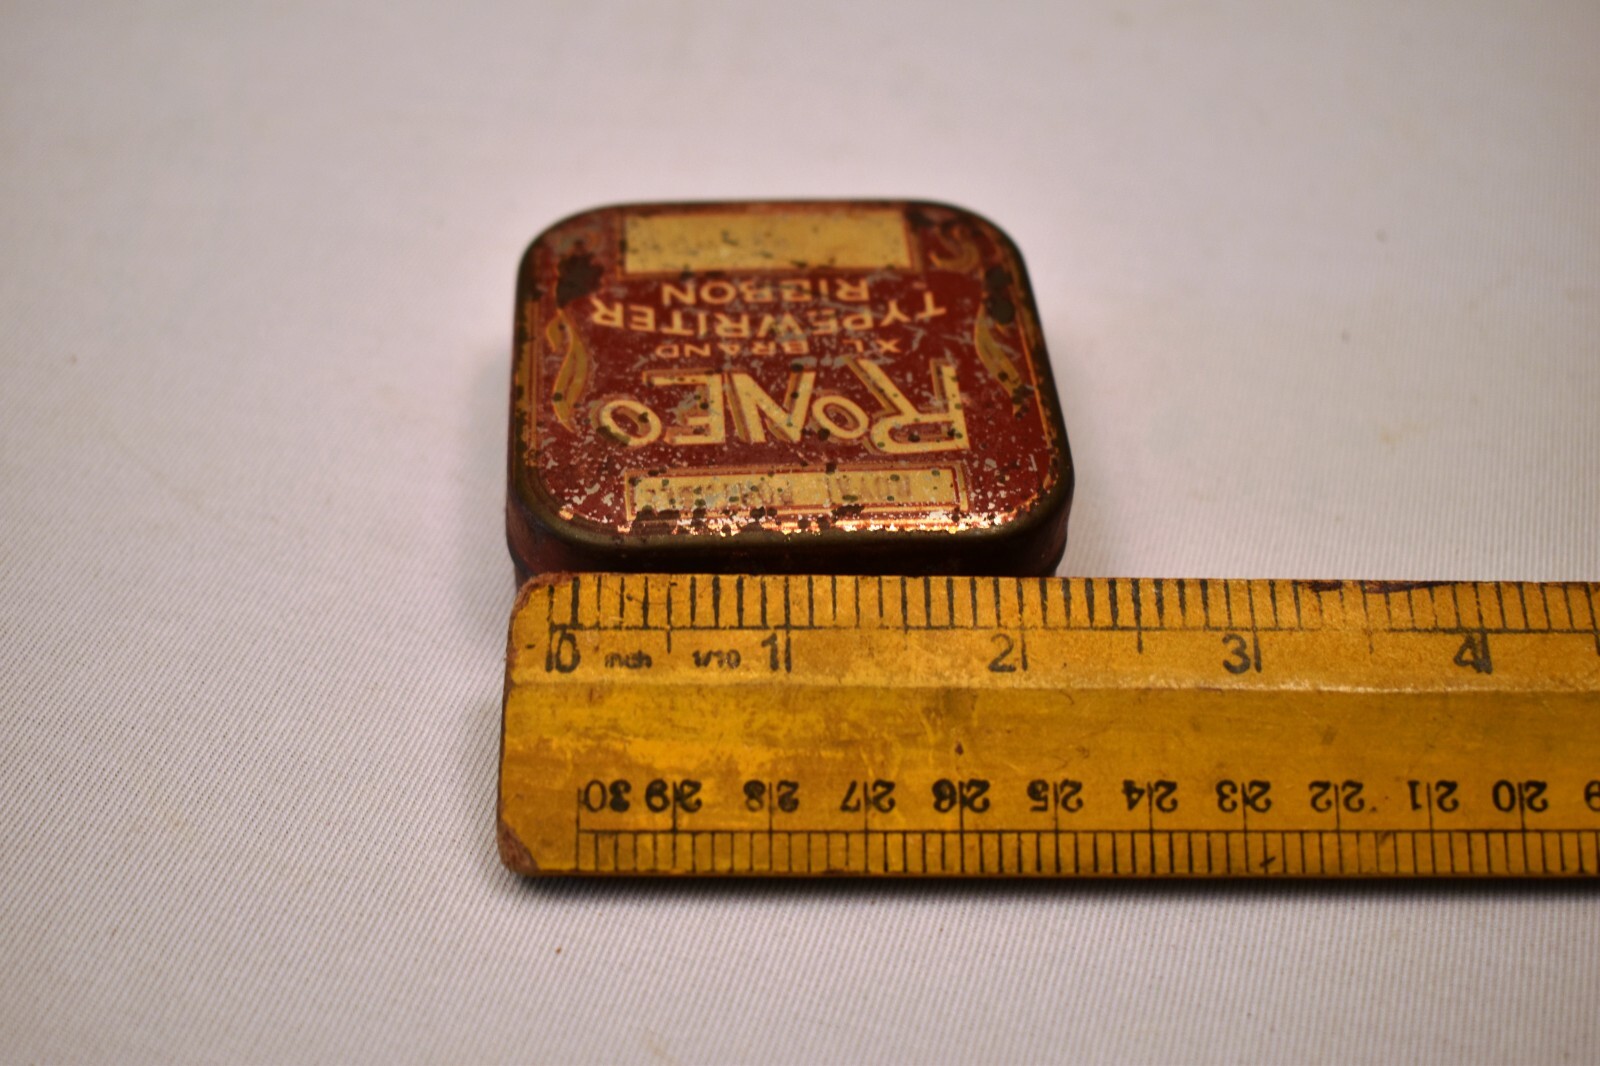 RONEO
XL BRAND
TYPEWRITER
RIBBON
0 inch 1/10 1 2 3 4
30 29 28 27 26 25 24 23 22 21 20